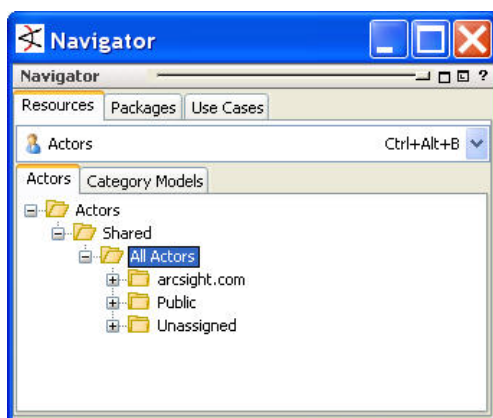 Navigator
Navigator ?
Resources Packages Use Cases
Actors Ctrl+Alt+B
Actors Category Models
Actors
Shared
All Actors
arcsight.com
Public
Unassigned